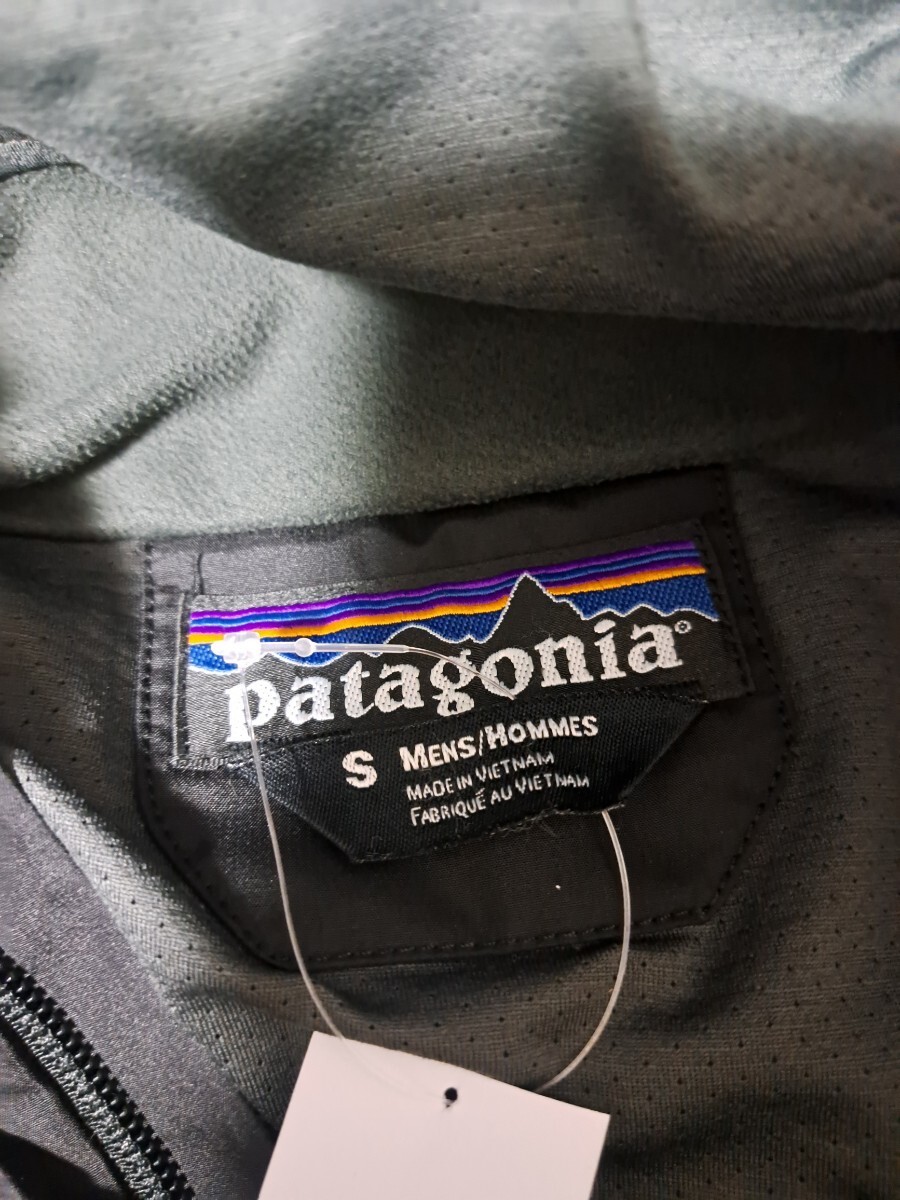 patagonia®
S MENS/HOMMES
MADE IN VIETNAM
FABRIQUÉ AU VIETNAM